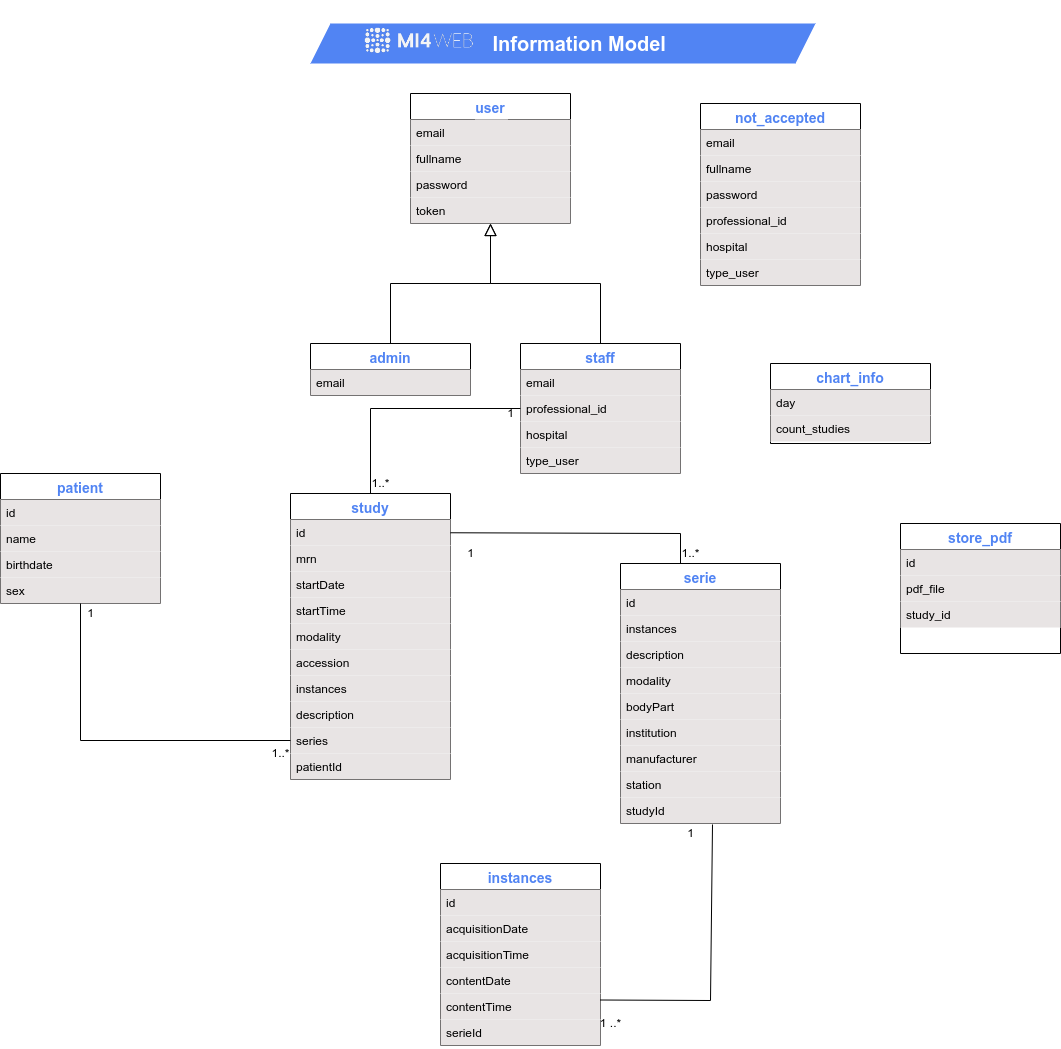 MI4WEB Information Model
user
email
fullname
password
token
not_accepted
email
fullname
password
professional_id
hospital
type_user
admin
email
staff
email
professional_id
hospital
type_user
1
1..*
chart_info
day
count_studies
patient
id
name
birthdate
sex
1
1..*
study
id
mrn
startDate
startTime
modality
accession
instances
description
series
patientId
1
1..*
serie
id
instances
description
modality
bodyPart
institution
manufacturer
station
studyId
1
store_pdf
id
pdf_file
study_id
instances
id
acquisitionDate
acquisitionTime
contentDate
contentTime
serieId
1 ..*